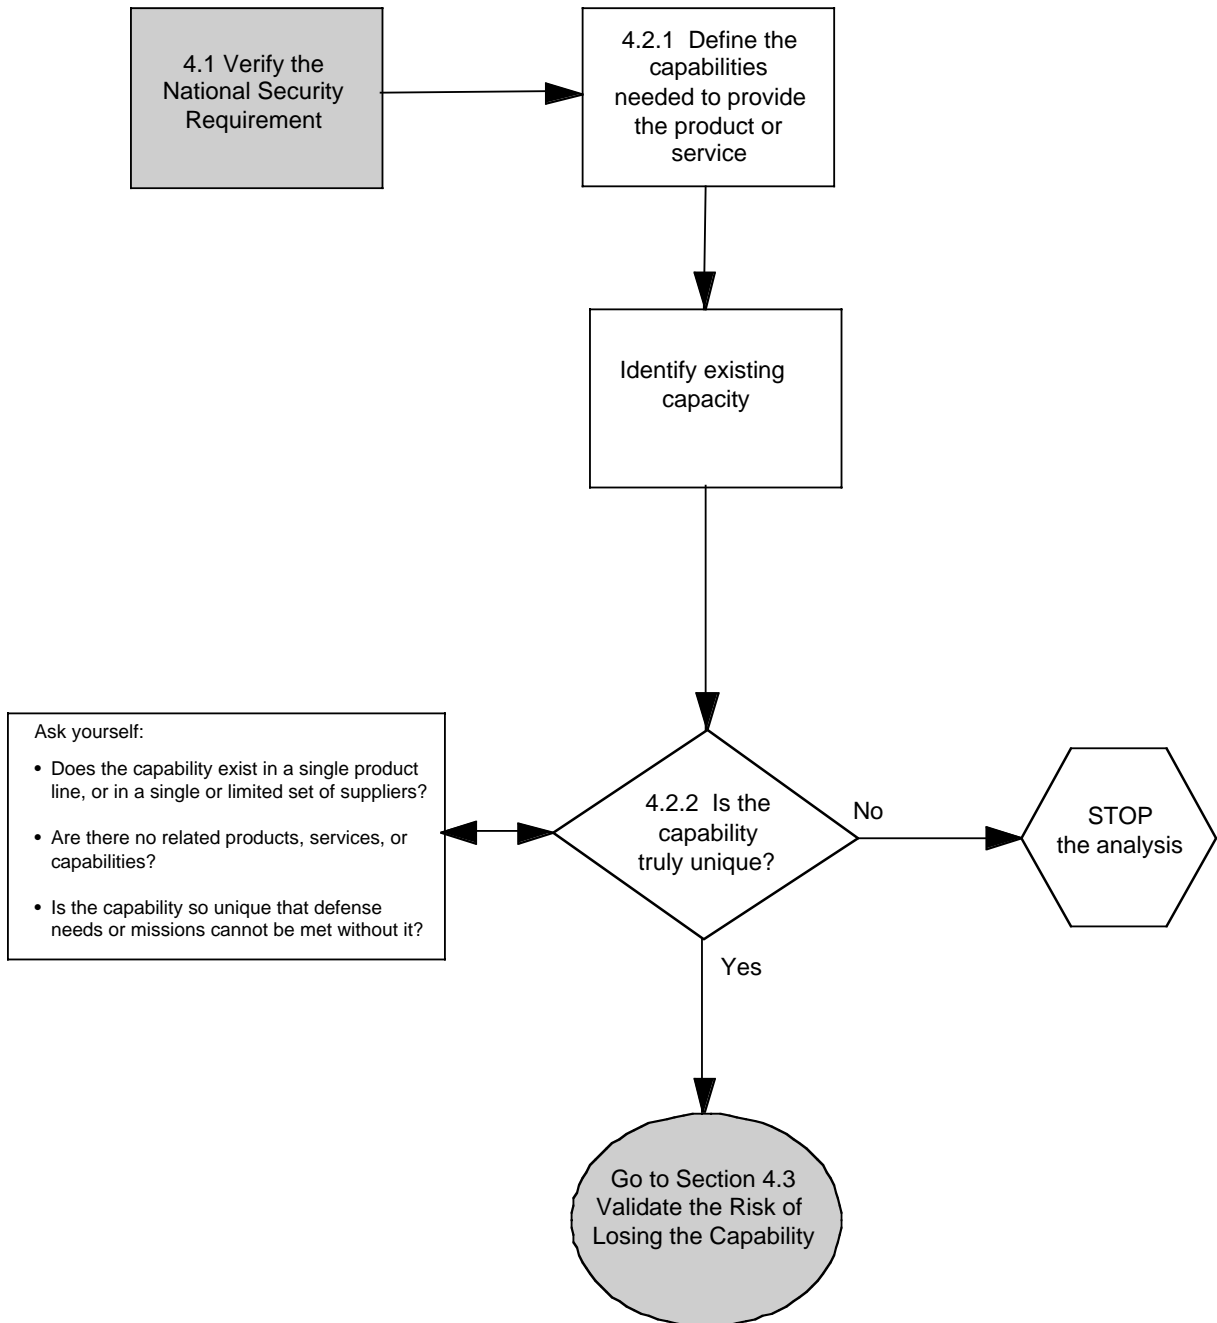 4.1 Verify the
National Security
Requirement
4.2.1 Define the
capabilities
needed to provide
the product or
service
Identify existing
capacity
Ask yourself:
• Does the capability exist in a single product
line, or in a single or limited set of suppliers?
• Are there no related products, services, or
capabilities?
• Is the capability so unique that defense
needs or missions cannot be met without it?
4.2.2 Is the
capability
truly unique?
No
STOP
the analysis
Yes
Go to Section 4.3
Validate the Risk of
Losing the Capability